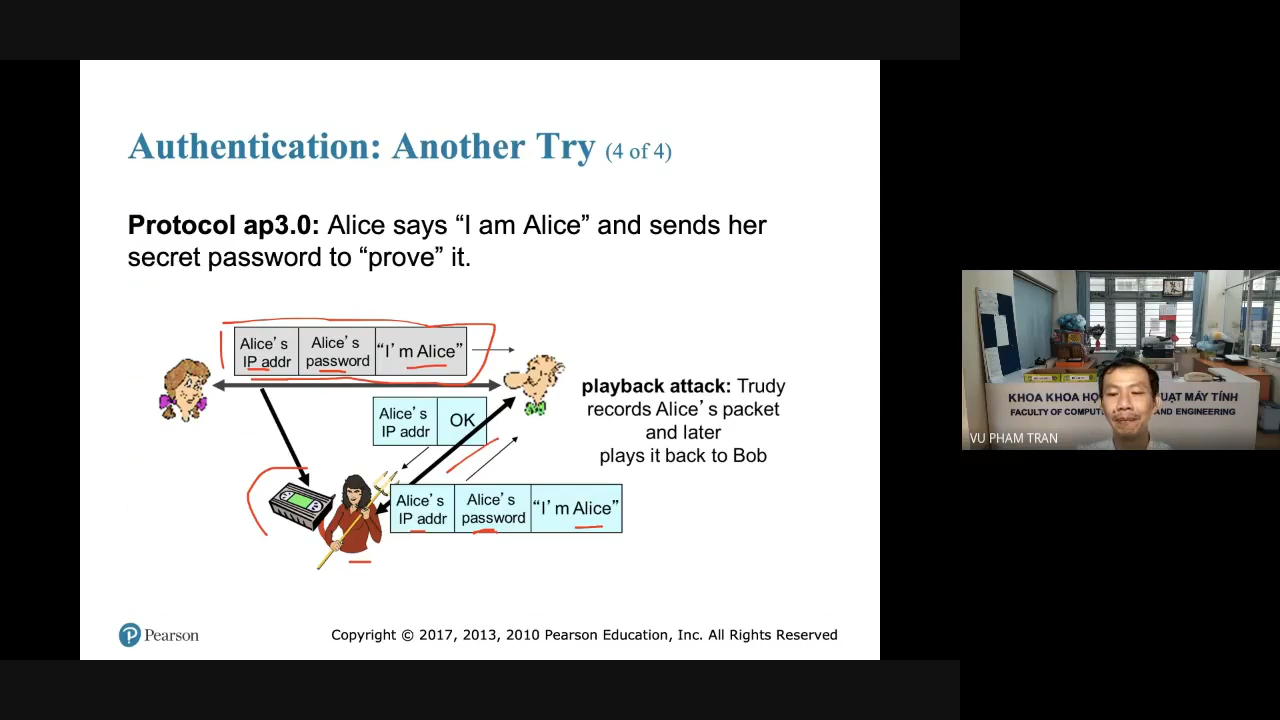 Authentication: Another Try (4 of 4)
Protocol ap3.0: Alice says “I am Alice” and sends her
secret password to “prove” it.
Alice’s
IP addr
Alice’s
password
“I’m Alice”
Alice’s
IP addr
OK
playback attack: Trudy
records Alice’s packet
and later
plays it back to Bob
Alice’s
IP addr
Alice’s
password
“I’m Alice”
Pearson
Copyright © 2017, 2013, 2010 Pearson Education, Inc. All Rights Reserved
KHOA KHOA HỌ UẬT MÁY TÍNH
FACULTY OF COMPUT AND ENGINEERING
VU PHAM TRAN